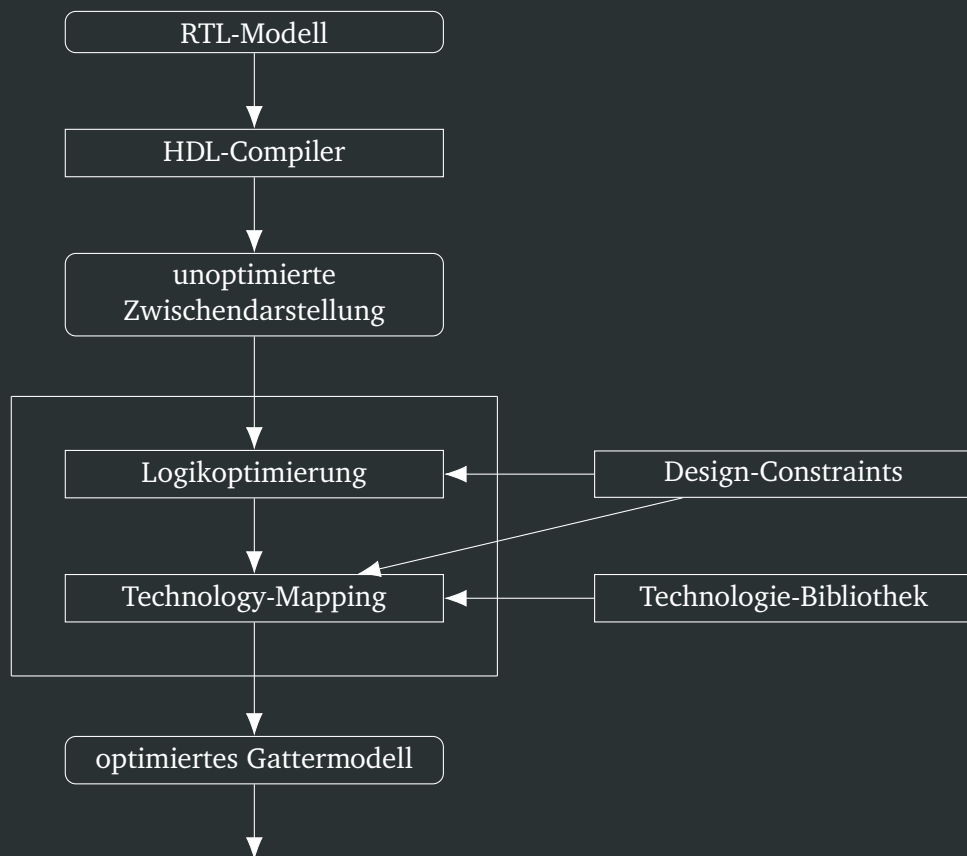 RTL-Modell
HDL-Compiler
unoptimierte
Zwischendarstellung
Logikoptimierung
Design-Constraints
Technology-Mapping
Technologie-Bibliothek
optimiertes Gattermodell